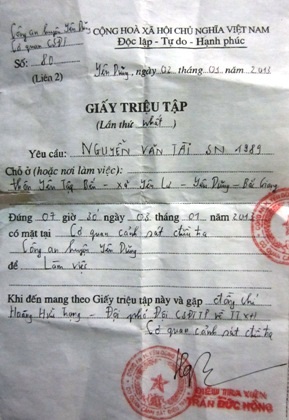 Công an huyện Yên Dũng
CỘNG HOÀ XÃ HỘI CHỦ NGHĨA VIỆT NAM
Cơ quan CSĐT
Độc lập - Tự do - Hạnh phúc
Số: 80
(Liên 2)
Yên Dũng, ngày 02 tháng 01 năm 2013
GIẤY TRIỆU TẬP
(Lần thứ nhất)
Yêu cầu: NGUYỄN VĂN TÀI SN 1989
Chỗ ở (hoặc nơi làm việc):
thôn Yên Tập - xã Yên Lư - Yên Dũng - Bắc Giang
Đúng 07 giờ 30 ngày 03 tháng 01 năm 2013
có mặt tại Cơ quan cảnh sát điều tra
Công an huyện Yên Dũng
để Làm việc
Khi đến mang theo Giấy triệu tập này và gặp đồng chí
Hoàng - Đội phó Đội CSĐTTP về TTXH
Cơ quan cảnh sát điều tra
ĐIỀU TRA VIÊN
TRẦN ĐỨC HỒNG